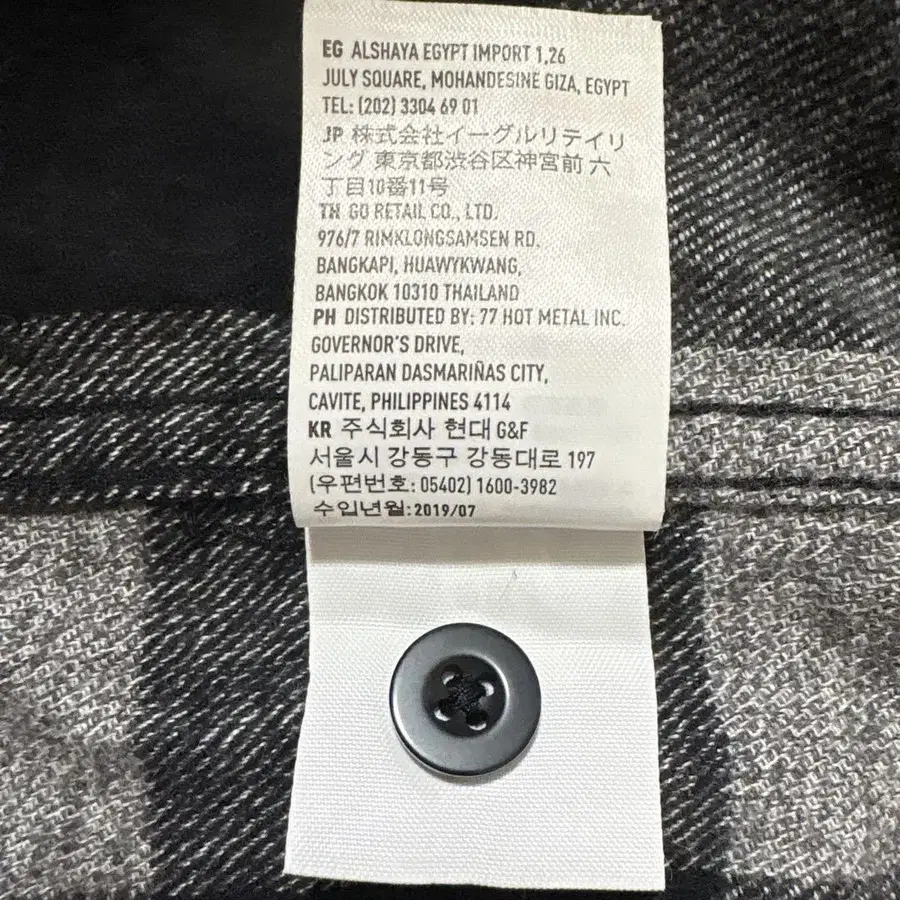 EG ALSHAYA EGYPT IMPORT 1,26
JULY SQUARE, MOHANDESINE GIZA, EGYPT
TEL: (202) 3304 69 01
JP 株式会社イーグルリテイリ
ング 東京都渋谷区神宮前 六
丁目10番11号
TH GO RETAIL CO., LTD.
976/7 RIMKLONGSAMSEN RD.
BANGKAPI, HUAWYKWANG,
BANGKOK 10310 THAILAND
PH DISTRIBUTED BY: 77 HOT METAL INC.
GOVERNOR'S DRIVE,
PALIPARAN DASMARIÑAS CITY,
CAVITE, PHILIPPINES 4114
KR 주식회사 현대 G&F
서울시 강동구 강동대로 197
(우편번호: 05402) 1600-3982
수입년월: 2019/07